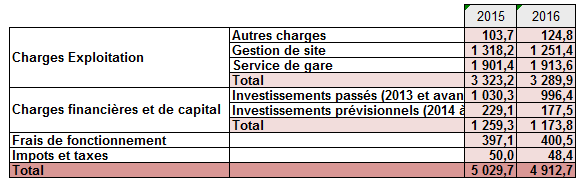 2015 2016
Autres charges 103,7 124,8
Charges Exploitation Gestion de site 1 318,2 1 251,4
Service de gare 1 901,4 1 913,6
Total 3 323,2 3 289,9
Investissements passés (2013 et avan 1 030,3 996,4
Charges financières et de capital Investissements prévisionnels (2014 à 229,1 177,5
Total 1 259,3 1 173,8
Frais de fonctionnement 397,1 400,5
Impots et taxes 50,0 48,4
Total 5 029,7 4 912,7